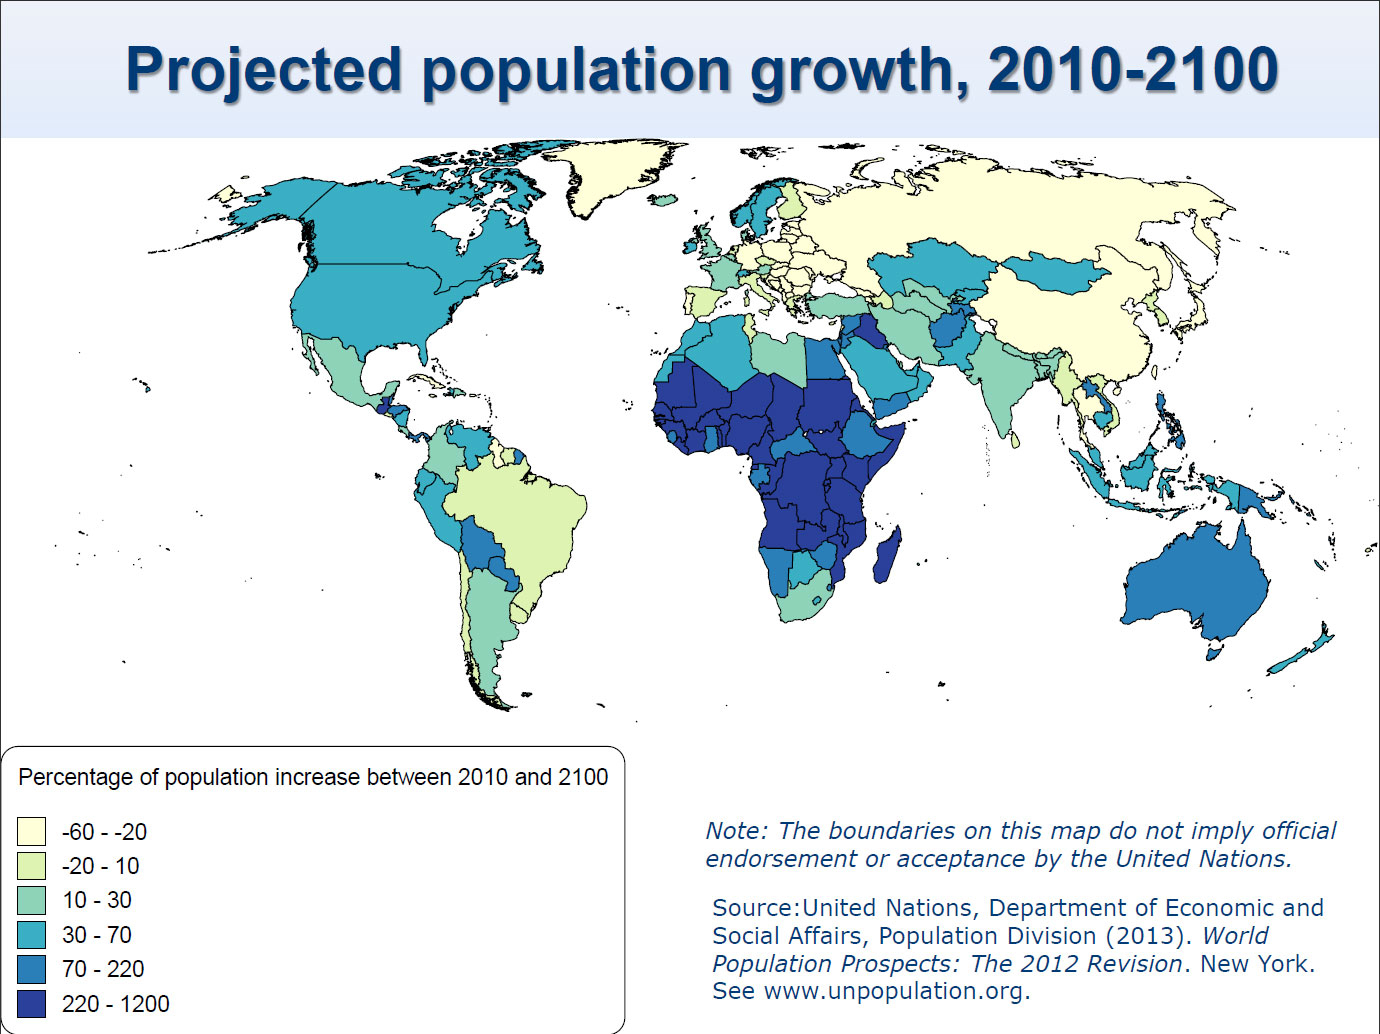 Projected population growth, 2010-2100
Percentage of population increase between 2010 and 2100
-60 - -20
-20 - 10
10 - 30
30 - 70
70 - 220
220 - 1200
Note: The boundaries on this map do not imply official
endorsement or acceptance by the United Nations.
Source:United Nations, Department of Economic and
Social Affairs, Population Division (2013). World
Population Prospects: The 2012 Revision. New York.
See www.unpopulation.org.